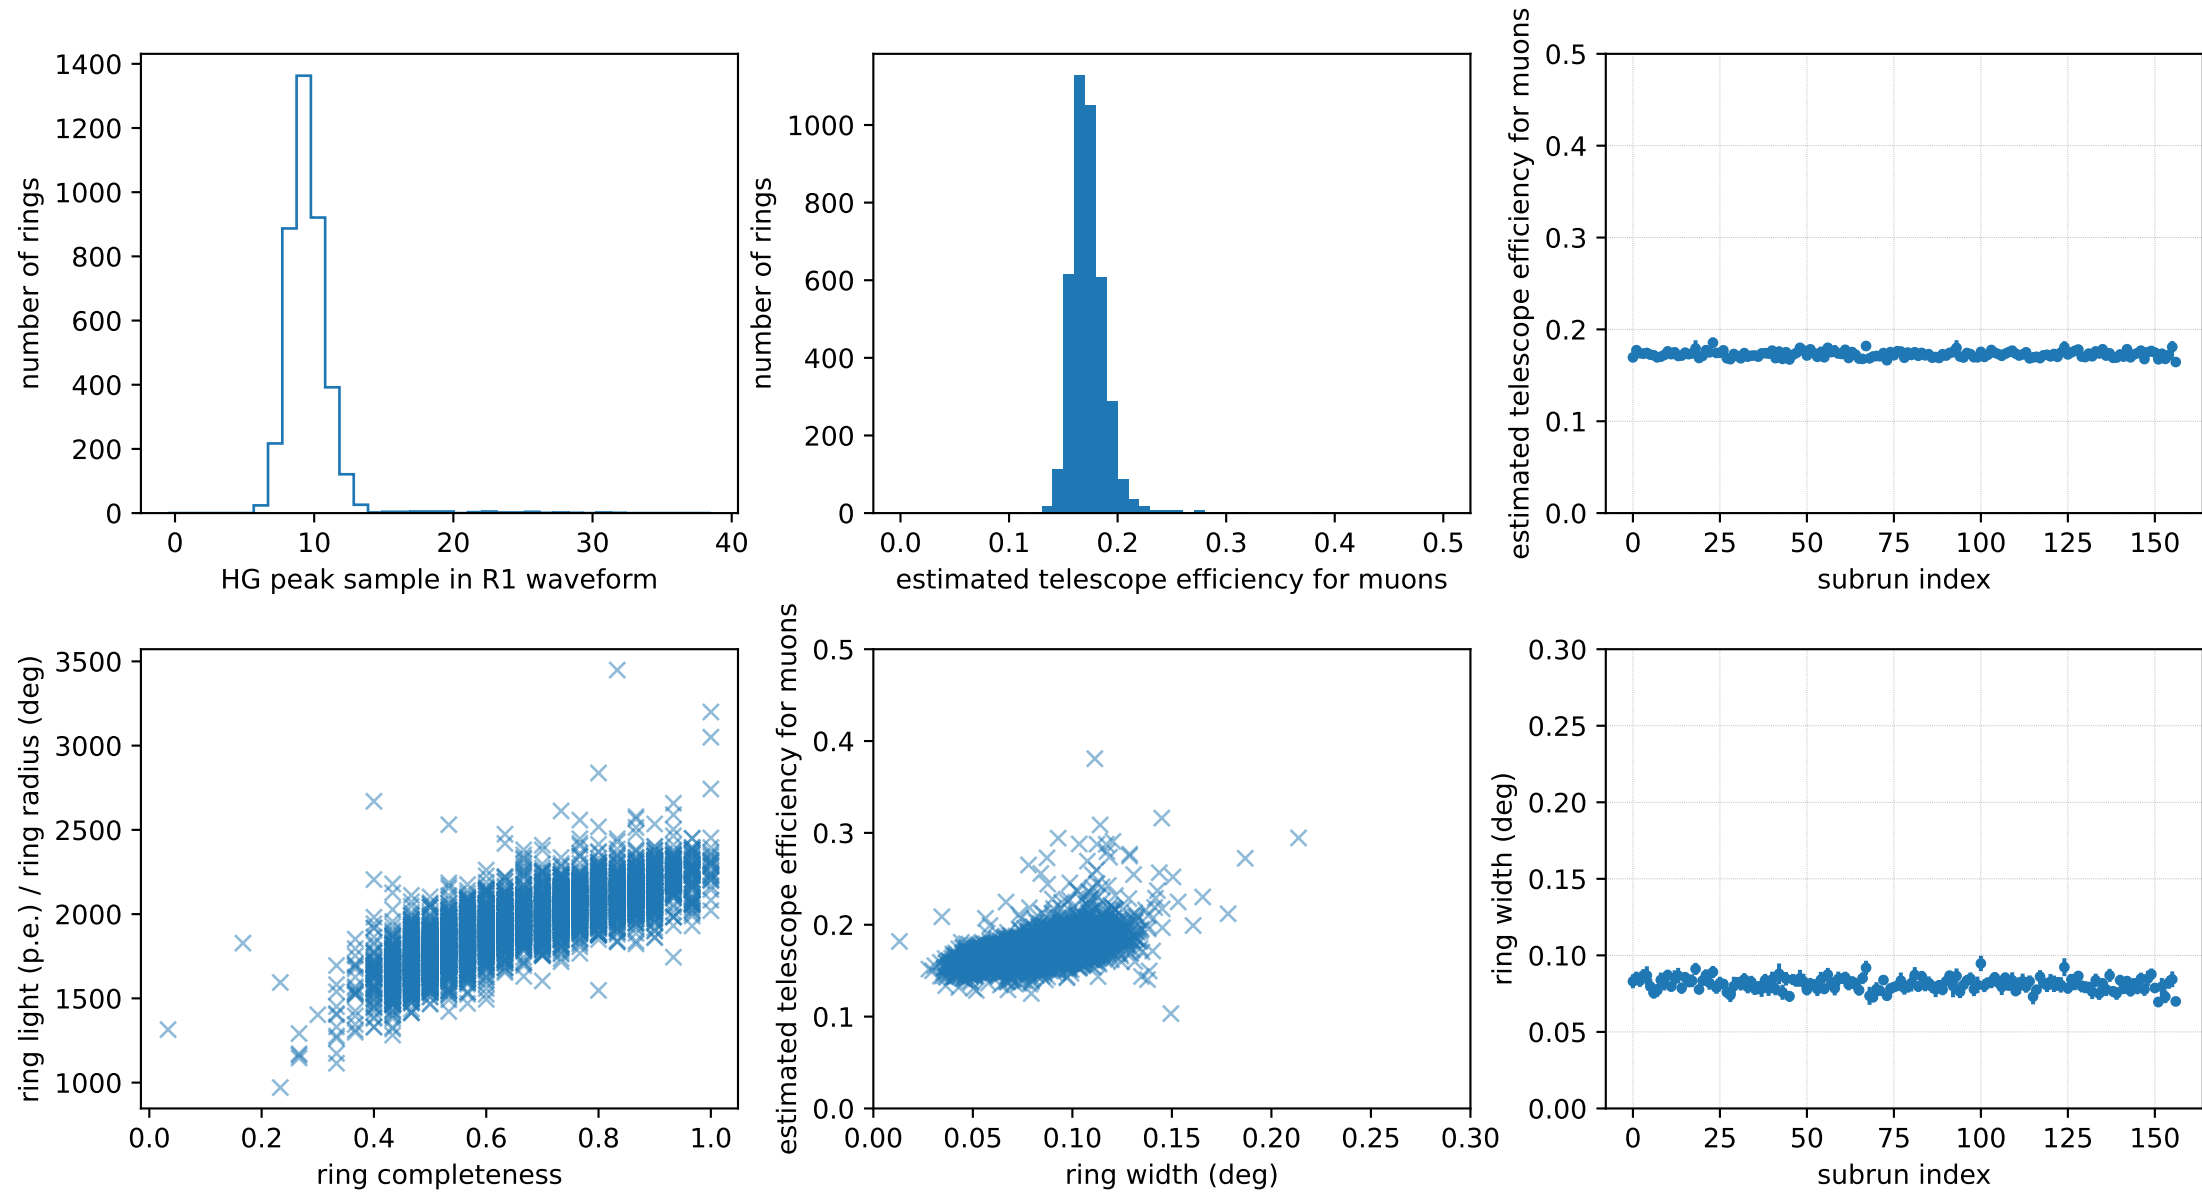 1400
1200
1000
800
600
400
200
0
number of rings
0 10 20 30 40
HG peak sample in R1 waveform
1000
800
600
400
200
0
number of rings
0.0 0.1 0.2 0.3 0.4 0.5
estimated telescope efficiency for muons
0.5
0.4
0.3
0.2
0.1
0.0
estimated telescope efficiency for muons
0 25 50 75 100 125 150
subrun index
3500
3000
2500
2000
1500
1000
ring light (p.e.) / ring radius (deg)
0.0 0.2 0.4 0.6 0.8 1.0
ring completeness
0.5
0.4
0.3
0.2
0.1
0.0
estimated telescope efficiency for muons
0.00 0.05 0.10 0.15 0.20 0.25 0.30
ring width (deg)
0.30
0.25
0.20
0.15
0.10
0.05
0.00
ring width (deg)
0 25 50 75 100 125 150
subrun index